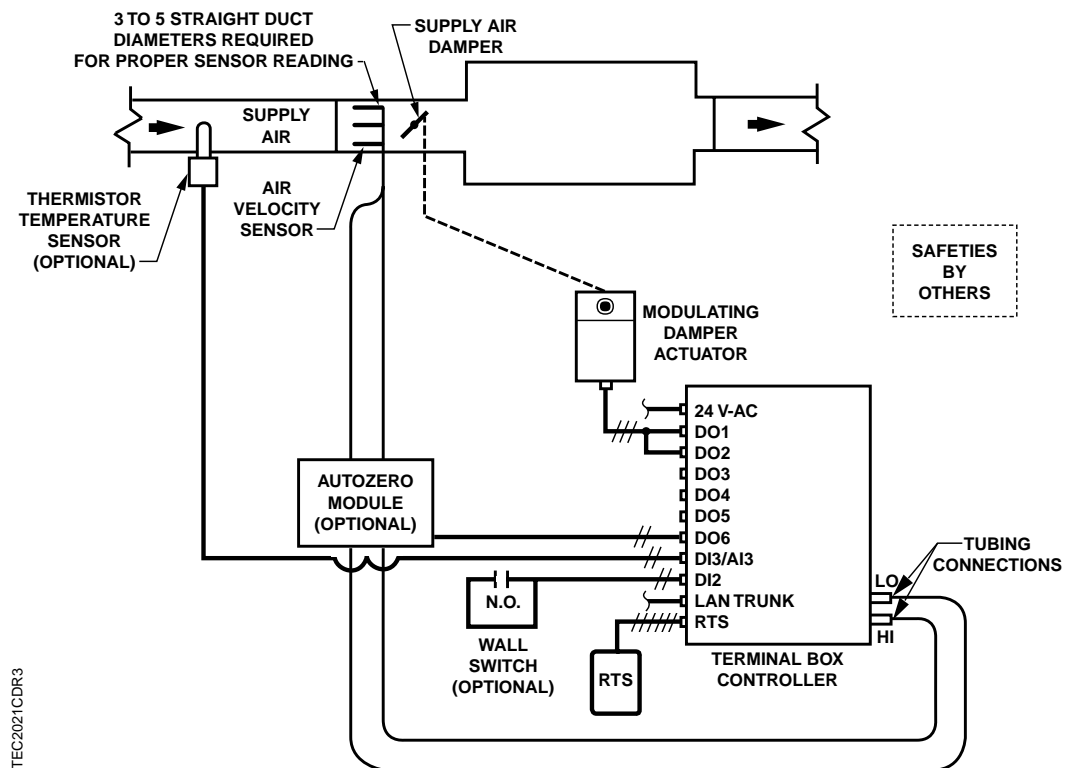 3 TO 5 STRAIGHT DUCT
DIAMETERS REQUIRED
FOR PROPER SENSOR READING
SUPPLY AIR
DAMPER
SUPPLY
AIR
THERMISTOR
TEMPERATURE
SENSOR
(OPTIONAL)
AIR
VELOCITY
SENSOR
SAFETIES
BY
OTHERS
MODULATING
DAMPER
ACTUATOR
24 V-AC
DO1
DO2
DO3
DO4
DO5
DO6
DI3/AI3
DI2
LAN TRUNK
RTS
AUTOZERO
MODULE
(OPTIONAL)
TUBING
CONNECTIONS
LO
HI
N.O.
WALL
SWITCH
(OPTIONAL)
RTS
TERMINAL BOX
CONTROLLER
TEC2021CDR3